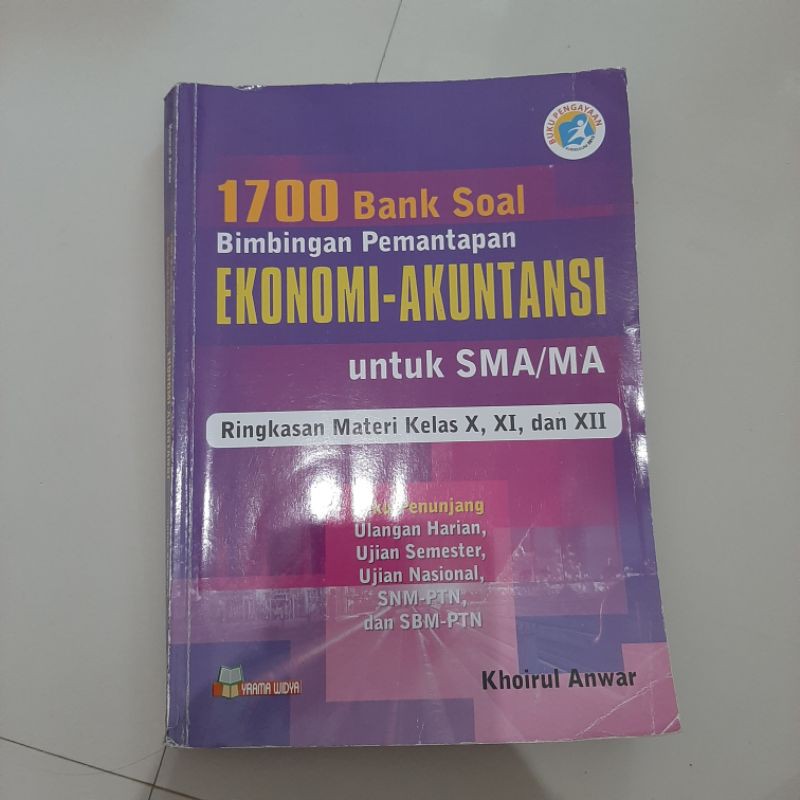 BUKU PENGAYAAN
1700 Bank Soal
Bimbingan Pemantapan
EKONOMI-AKUNTANSI
untuk SMA/MA
Ringkasan Materi Kelas X, XI, dan XII
Penunjang
Ulangan Harian,
Ujian Semester,
Ujian Nasional,
SNM-PTN,
dan SBM-PTN
YRAMA WIDYA
Khoirul Anwar